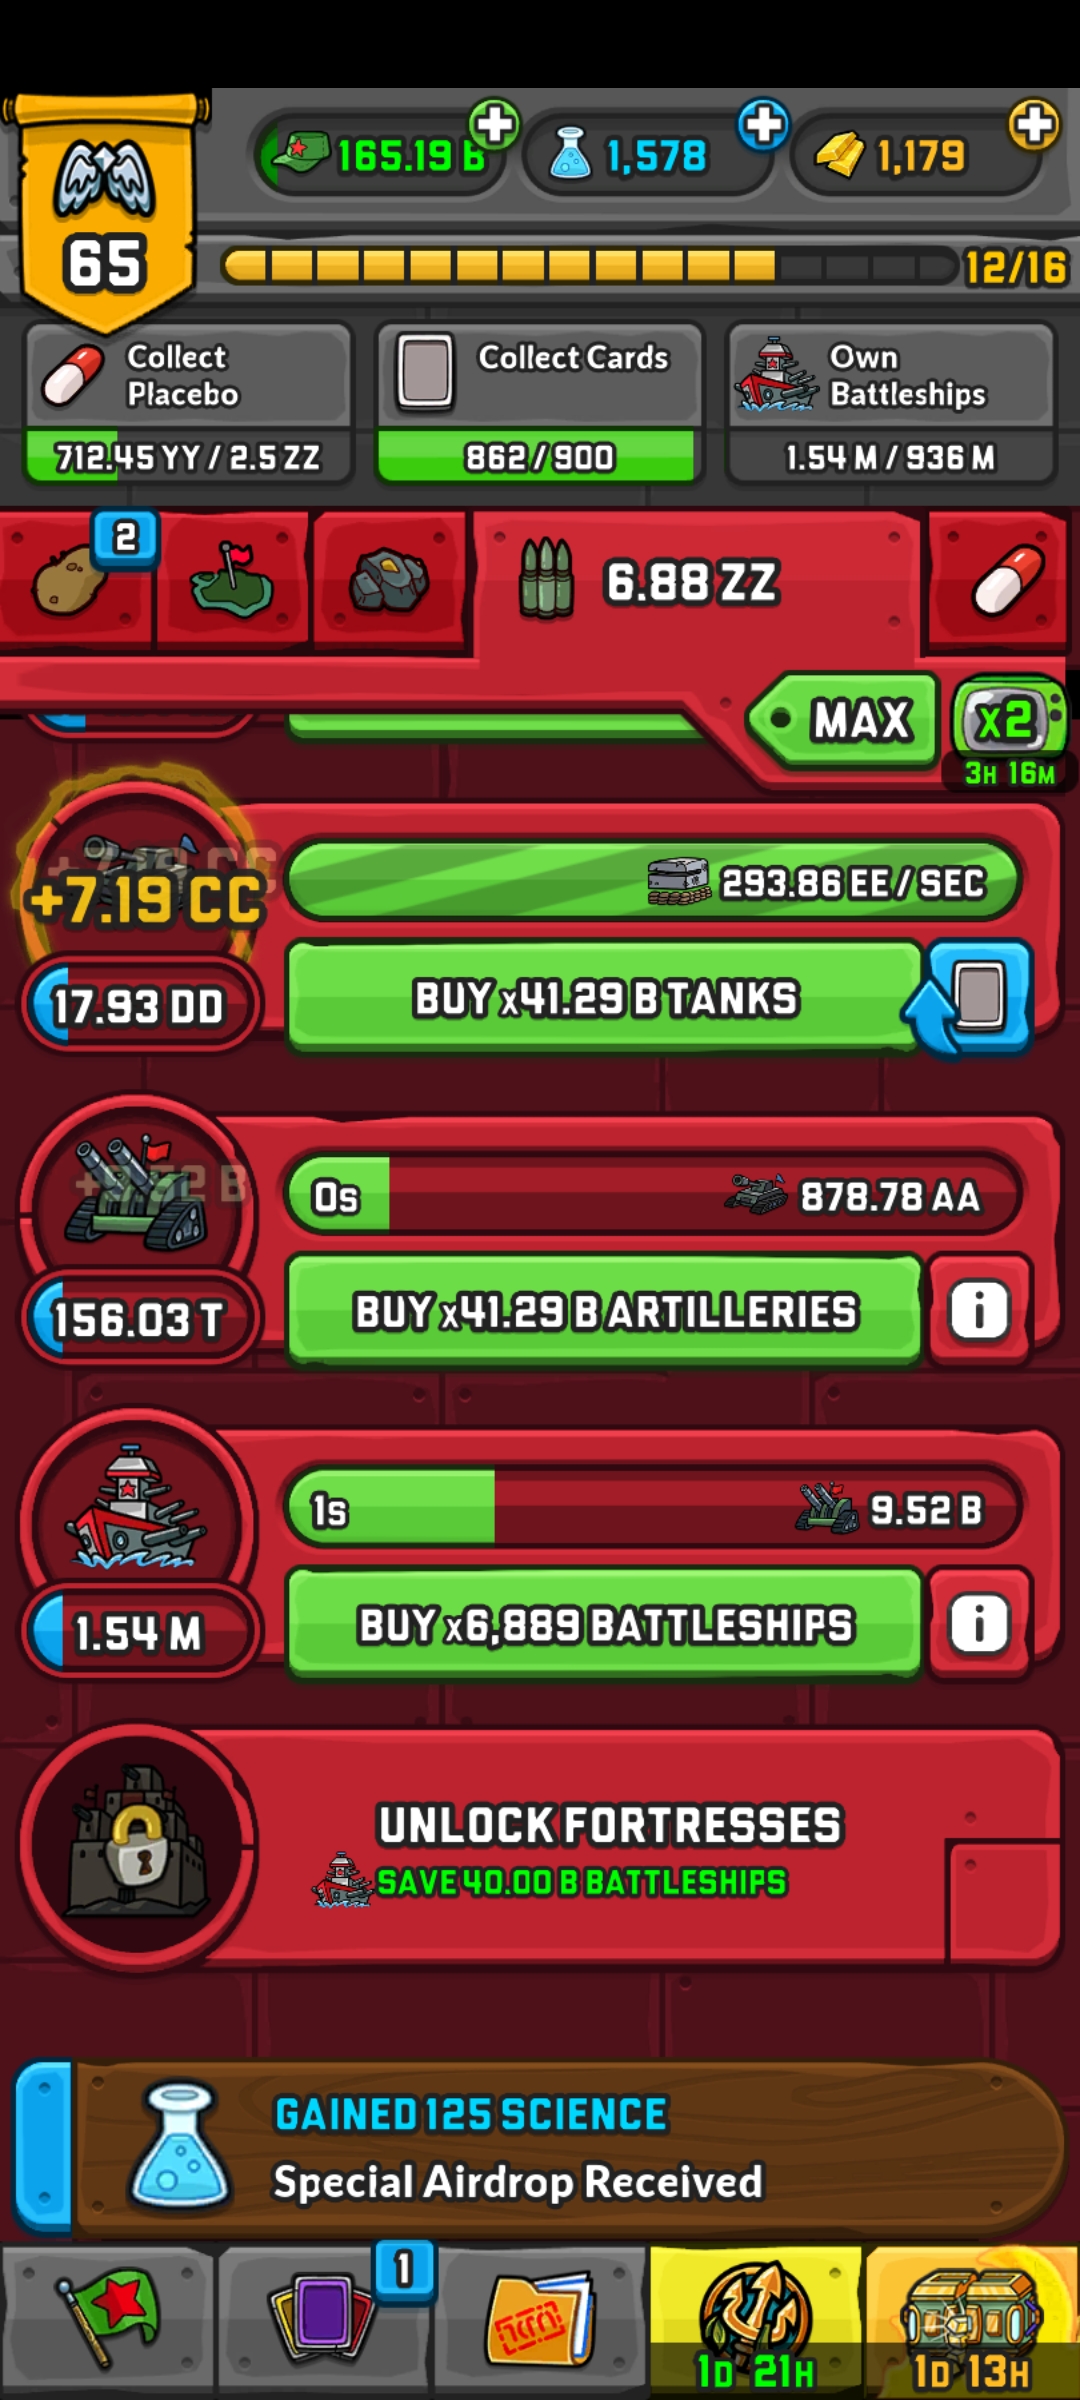 165.19 B
1,578
1,179
65
12/16
Collect
Placebo
712.45 YY / 2.5 ZZ
Collect Cards
862/900
Own
Battleships
1.54 M / 936 M
2
6.88 ZZ
MAX
x2
3H 16M
+7.19 CC
293.86 EE / SEC
17.93 DD
BUY x41.29 B TANKS
+9.52 B
0s
878.78 AA
156.03 T
BUY x41.29 B ARTILLERIES
i
1s
9.52 B
1.54 M
BUY x6,889 BATTLESHIPS
i
UNLOCK FORTRESSES
SAVE 40.00 B BATTLESHIPS
GAINED 125 SCIENCE
Special Airdrop Received
1
1D 21H
1D 13H